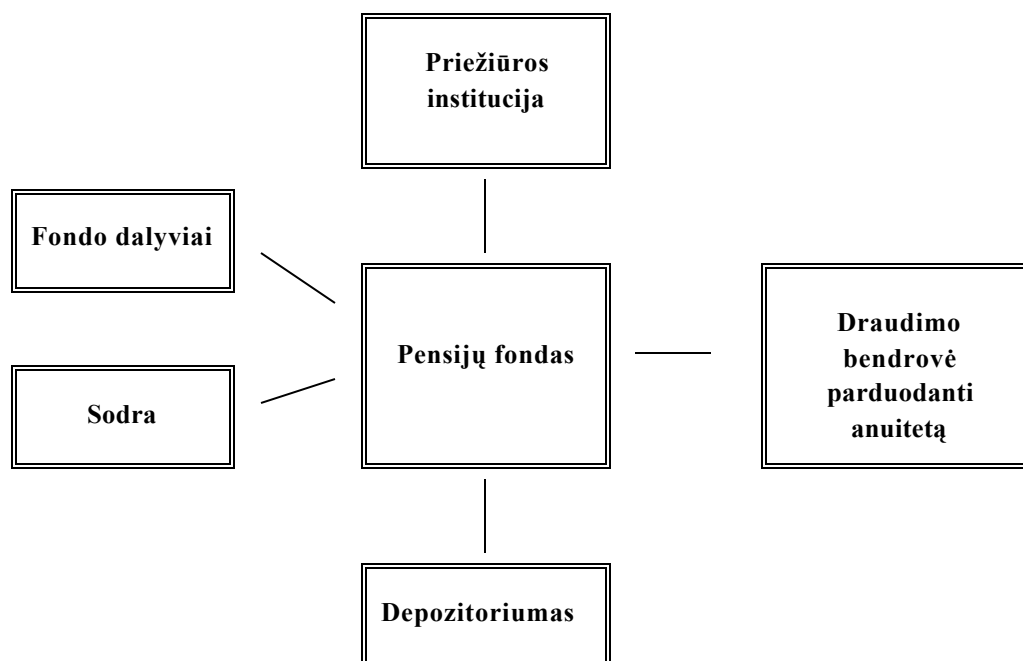 Priežiūros
institucija
Fondo dalyviai
Pensijų fondas
Draudimo
bendrovė
parduodanti
anuitetą
Sodra
Depozitoriumas